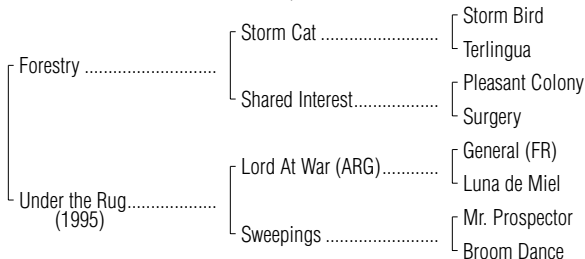 Storm Bird
Storm Cat ......................
Terlingua
Forestry .........................
Pleasant Colony
Shared Interest................
Surgery
General (FR)
Lord At War (ARG)............
Luna de Miel
Under the Rug.................
(1995)
Mr. Prospector
Sweepings .....................
Broom Dance